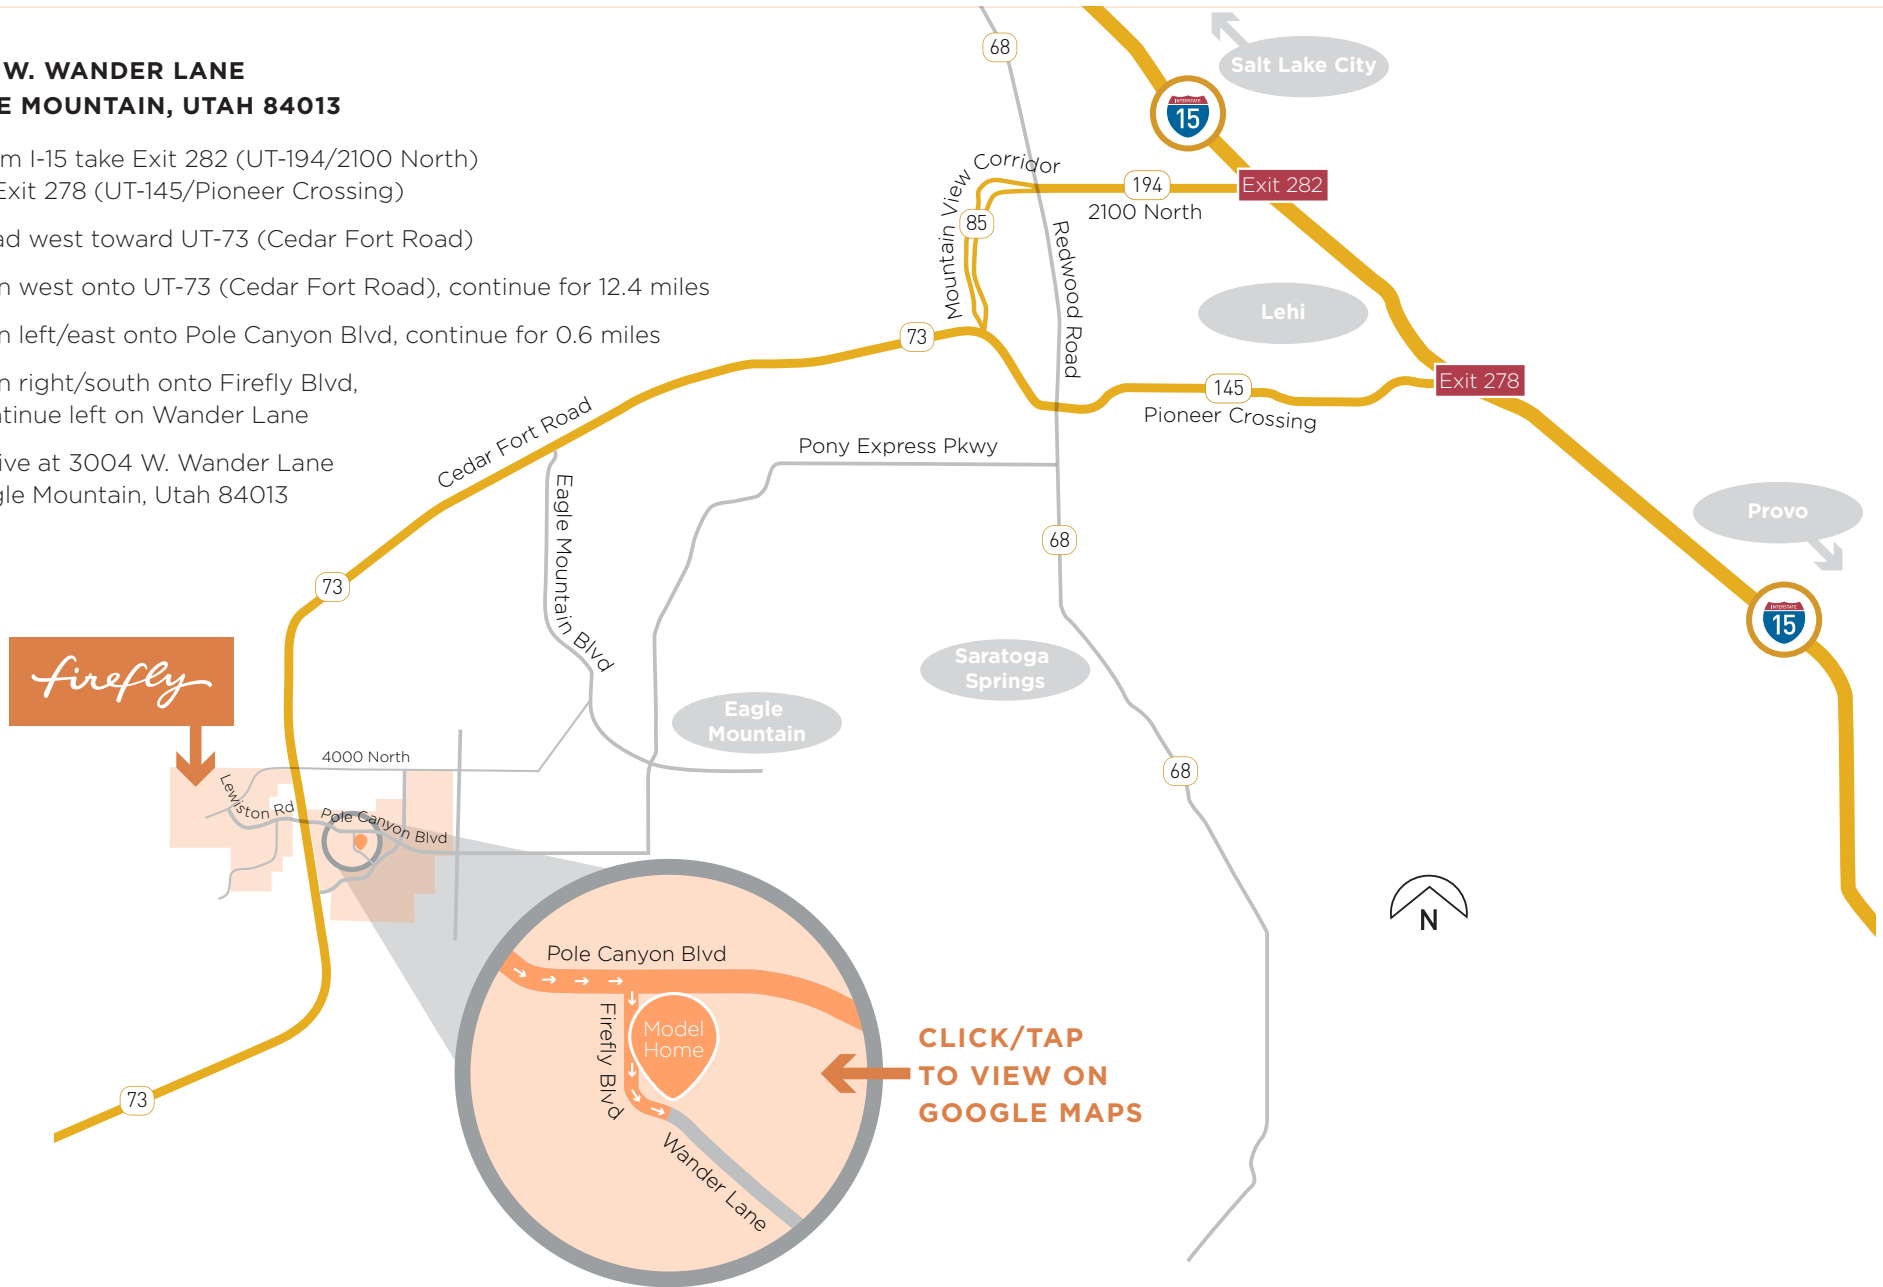 W. WANDER LANE
E MOUNTAIN, UTAH 84013
m I-15 take Exit 282 (UT-194/2100 North)
Exit 278 (UT-145/Pioneer Crossing)
ad west toward UT-73 (Cedar Fort Road)
n west onto UT-73 (Cedar Fort Road), continue for 12.4 miles
n left/east onto Pole Canyon Blvd, continue for 0.6 miles
n right/south onto Firefly Blvd,
ntinue left on Wander Lane
ive at 3004 W. Wander Lane
gle Mountain, Utah 84013
68
Salt Lake City
INTERSTATE
15
Mountain View Corridor
194
Exit 282
2100 North
85
Redwood Road
Lehi
73
Exit 278
145
Pioneer Crossing
Cedar Fort Road
Pony Express Pkwy
Eagle Mountain Blvd
Provo
68
73
INTERSTATE
15
firefly
Saratoga
Springs
Eagle
Mountain
4000 North
68
Lewiston Rd
Pole Canyon Blvd
N
Pole Canyon Blvd
Firefly Blvd
Model
Home
Wander Lane
CLICK/TAP
TO VIEW ON
GOOGLE MAPS
73